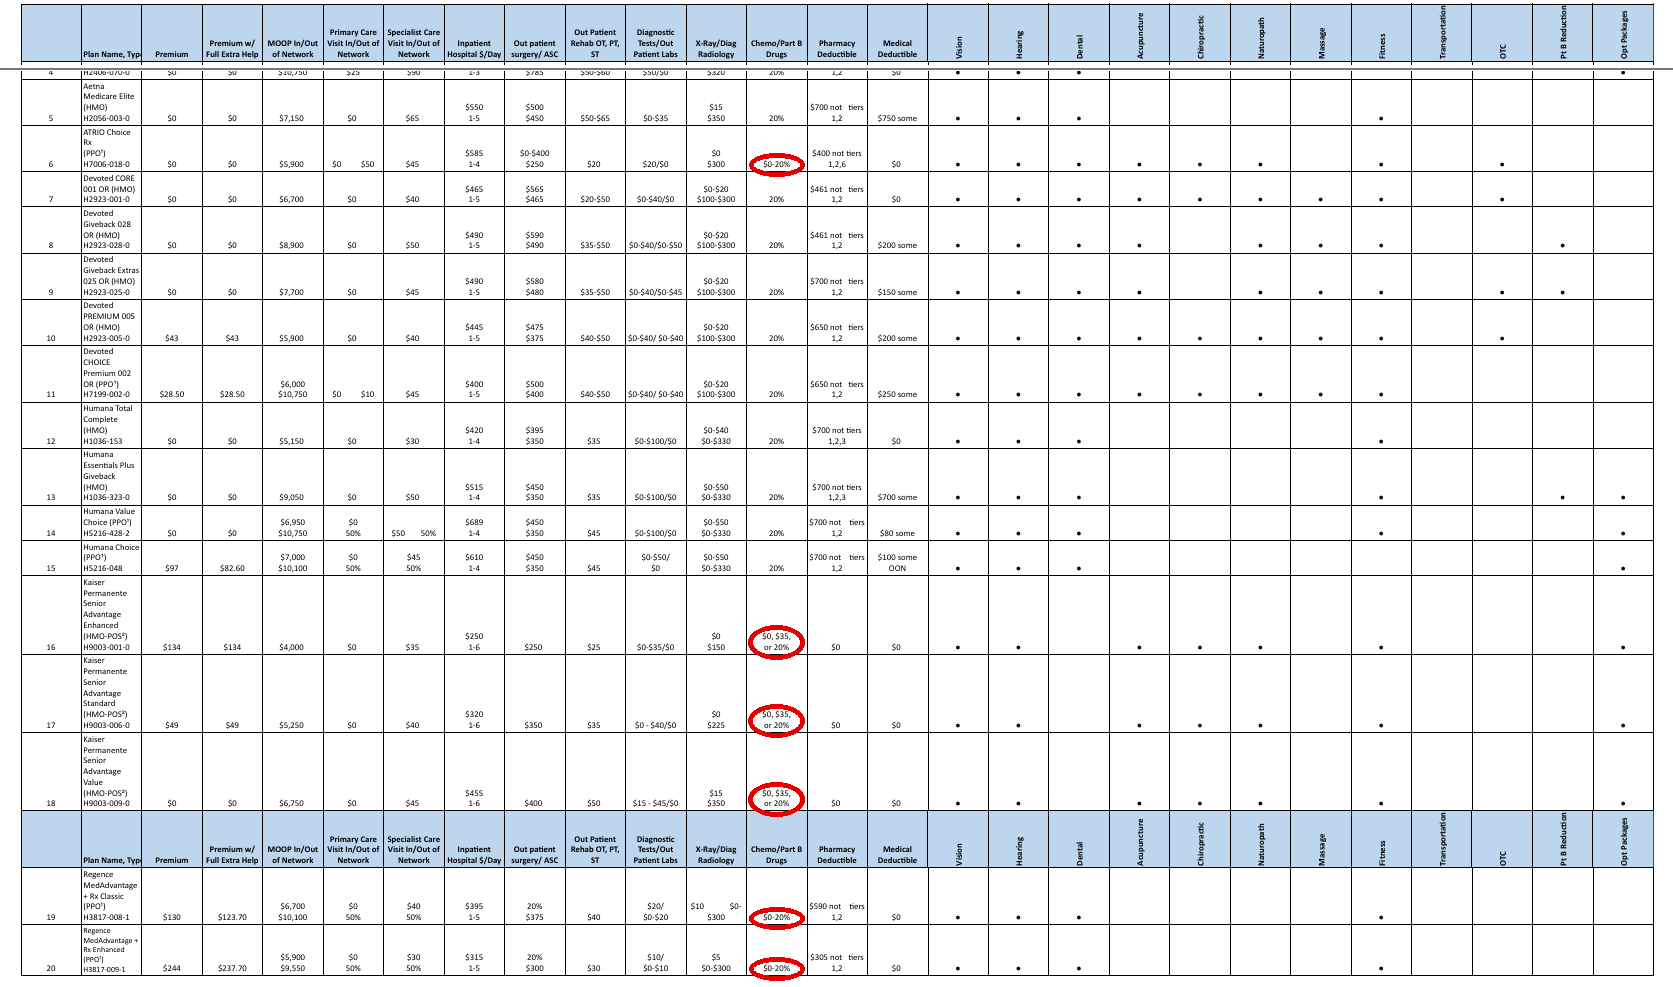 Primary Care Specialist Care Out Patient Diagnostic
Premium w/ MOOP In/Out Visit In/Out of Visit In/Out of Inpatient Out patient Rehab OT, PT, Tests/Out X-Ray/Diag Chemo/Part B Pharmacy Medical
Plan Name, Typ Premium Full Extra Help of Network Network Network Hospital $/Day surgery/ ASC ST Patient Labs Radiology Drugs Deductible Deductible Vision Hearing Dental Acupuncture Chiropractic Naturopath Massage Fitness Transportation OTC Pt B Reduction Opt Packages
4 H2406-070-0 $0 $0 $10,750 $25 $90 1-3 $785 $50-$60 $50/$0 $320 20% 1,2 $0 • • • •
Aetna
Medicare Elite
(HMO) $550 $500 $15 $700 not tiers
5 H2056-003-0 $0 $0 $7,150 $0 $65 1-5 $450 $50-$65 $0-$35 $350 20% 1,2 $750 some • • • •
ATRIO Choice
Rx
(PPO¹) $585 $0-$400 $0 $400 not tiers
6 H7006-018-0 $0 $0 $5,900 $0 $50 $45 1-4 $250 $20 $20/$0 $300 $0-20% 1,2,6 $0 • • • • • • • •
Devoted CORE
001 OR (HMO) $465 $565 $0-$20 $461 not tiers
7 H2923-001-0 $0 $0 $6,700 $0 $40 1-5 $465 $20-$50 $0-$40/$0 $100-$300 20% 1,2 $0 • • • • • • • • •
Devoted
Giveback 028
OR (HMO) $490 $590 $0-$20 $461 not tiers
8 H2923-028-0 $0 $0 $8,900 $0 $50 1-5 $490 $35-$50 $0-$40/$0-$50 $100-$300 20% 1,2 $200 some • • • • • • • •
Devoted
Giveback Extras
025 OR (HMO) $490 $580 $0-$20 $700 not tiers
9 H2923-025-0 $0 $0 $7,700 $0 $45 1-5 $480 $35-$50 $0-$40/$0-$45 $100-$300 20% 1,2 $150 some • • • • • • • • •
Devoted
PREMIUM 005
OR (HMO) $445 $475 $0-$20 $650 not tiers
10 H2923-005-0 $43 $43 $5,900 $0 $40 1-5 $375 $40-$50 $0-$40/ $0-$40 $100-$300 20% 1,2 $200 some • • • • • • • • •
Devoted
CHOICE
Premium 002
OR (PPO¹) $6,000 $400 $500 $0-$20 $650 not tiers
11 H7199-002-0 $28.50 $28.50 $10,750 $0 $10 $45 1-5 $400 $40-$50 $0-$40/ $0-$40 $100-$300 20% 1,2 $250 some • • • • • • • •
Humana Total
Complete
(HMO) $420 $395 $0-$40 $700 not tiers
12 H1036-153 $0 $0 $5,150 $0 $30 1-4 $350 $35 $0-$100/$0 $0-$330 20% 1,2,3 $0 • • • •
Humana
Essentials Plus
Giveback
(HMO) $515 $450 $0-$50 $700 not tiers
13 H1036-323-0 $0 $0 $9,050 $0 $50 1-4 $350 $35 $0-$100/$0 $0-$330 20% 1,2,3 $700 some • • • • • •
Humana Value
Choice (PPO¹) $6,950 $0 $689 $450 $0-$50 $700 not tiers
14 H5216-428-2 $0 $0 $10,750 50% $50 50% 1-4 $350 $45 $0-$100/$0 $0-$330 20% 1,2 $80 some • • • • •
Humana Choice
(PPO¹) $7,000 $0 $45 $610 $450 $0-$50/ $0-$50 $700 not tiers $100 some
15 H5216-048 $97 $82.60 $10,100 50% 50% 1-4 $350 $45 $0 $0-$330 20% 1,2 OON • • • •
Kaiser
Permanente
Senior
Advantage
Enhanced
(HMO-POS²) $250 $0 $0, $35,
16 H9003-001-0 $134 $134 $4,000 $0 $35 1-6 $250 $25 $0-$35/$0 $150 or 20% $0 $0 • • • • • • •
Kaiser
Permanente
Senior
Advantage
Standard
(HMO-POS²) $320 $0 $0, $35,
17 H9003-006-0 $49 $49 $5,250 $0 $40 1-6 $350 $35 $0 - $40/$0 $225 or 20% $0 $0 • • • • • • •
Kaiser
Permanente
Senior
Advantage
Value
(HMO-POS²) $455 $15 $0, $35,
18 H9003-009-0 $0 $0 $6,750 $0 $45 1-6 $400 $50 $15 - $45/$0 $350 or 20% $0 $0 • • • • • • •
Primary Care Specialist Care Out Patient Diagnostic
Premium w/ MOOP In/Out Visit In/Out of Visit In/Out of Inpatient Out patient Rehab OT, PT, Tests/Out X-Ray/Diag Chemo/Part B Pharmacy Medical
Plan Name, Typ Premium Full Extra Help of Network Network Network Hospital $/Day surgery/ ASC ST Patient Labs Radiology Drugs Deductible Deductible Vision Hearing Dental Acupuncture Chiropractic Naturopath Massage Fitness Transportation OTC Pt B Reduction Opt Packages
Regence
MedAdvantage
+ Rx Classic
(PPO¹) $6,700 $0 $40 $395 20% $20/ $10 $0- $590 not tiers
19 H3817-008-1 $130 $123.70 $10,100 50% 50% 1-5 $375 $40 $0-$20 $300 $0-20% 1,2 $0 • • • •
Regence
MedAdvantage +
Rx Enhanced
(PPO¹) $5,900 $0 $30 $315 20% $10/ $5 $305 not tiers
20 H3817-009-1 $244 $237.70 $9,550 50% 50% 1-5 $300 $30 $0-$10 $0-$300 $0-20% 1,2 $0 • • • •